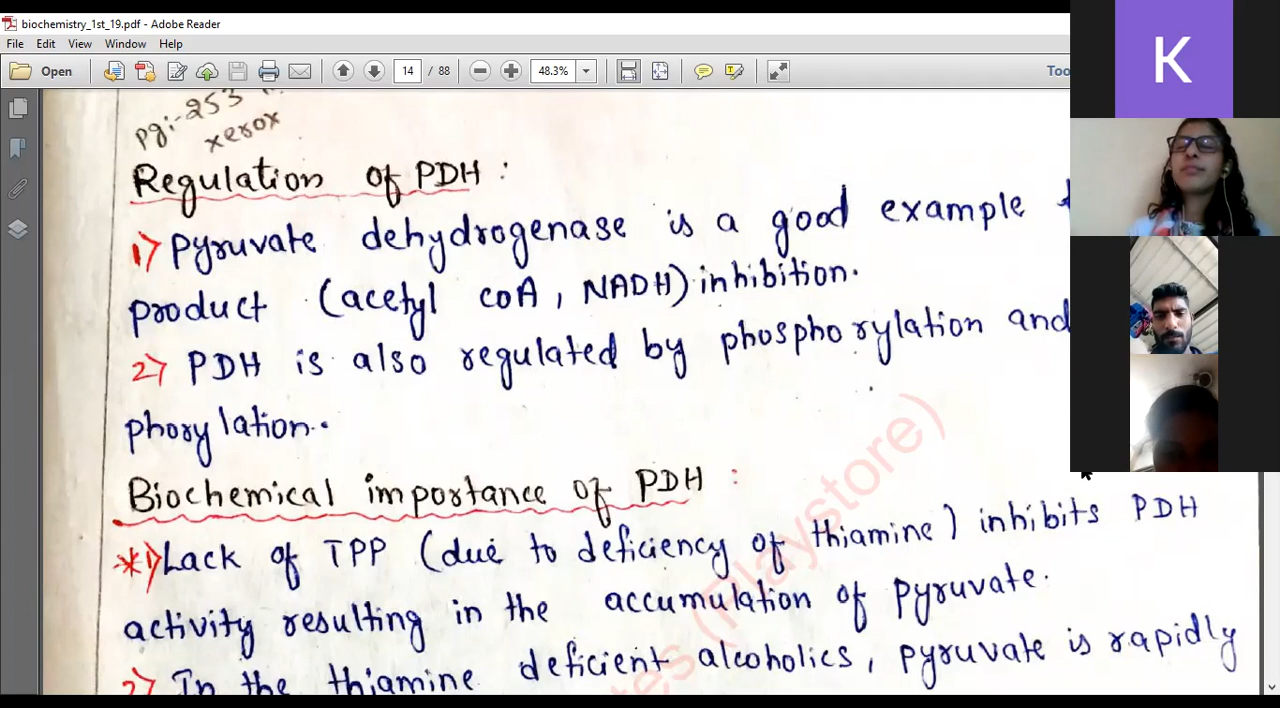 biochemistry_1st_19.pdf - Adobe Reader
File Edit View Window Help
Open 14 / 88 48.3% Too
pg:-253
xerox
Regulation of PDH :
1) Pyruvate dehydrogenase is a good example
product (acetyl coA, NADH) inhibition.
2) PDH is also regulated by phosphorylation and
phorylation.
Biochemical importance of PDH :
*1) Lack of TPP (due to deficiency of thiamine) inhibits PDH
activity resulting in the accumulation of pyruvate.
2) In the thiamine deficient alcoholics, pyruvate is rapidly
(Playstore)
K